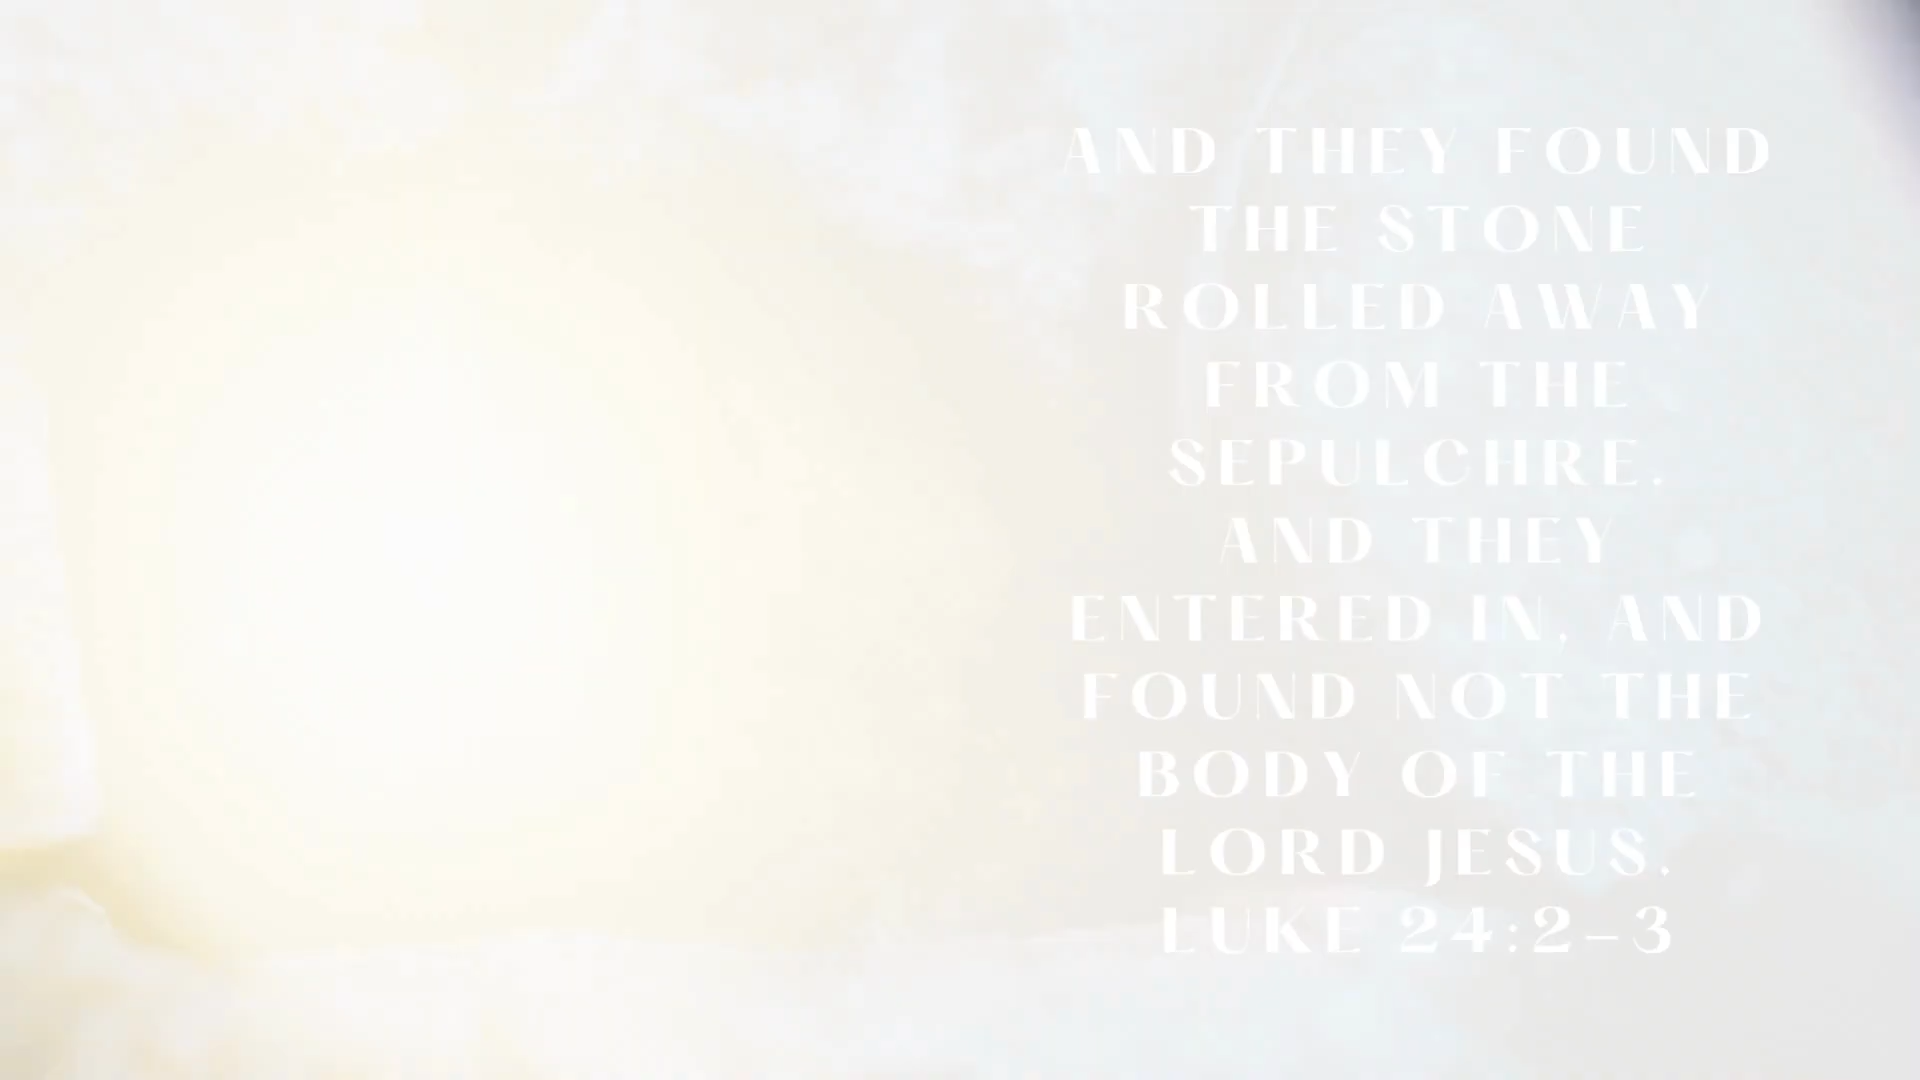 AND THEY FOUND
THE STONE
ROLLED AWAY
FROM THE
SEPULCHRE.
AND THEY
ENTERED IN, AND
FOUND NOT THE
BODY OF THE
LORD JESUS.
LUKE 24:2-3